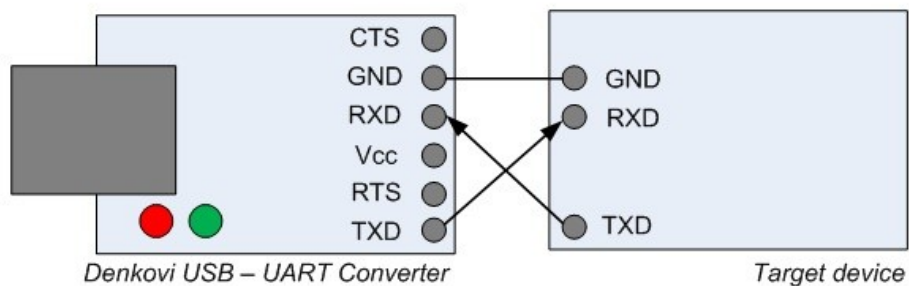 CTS
GND
RXD
Vcc
RTS
TXD
GND
RXD
TXD
Denkovi USB – UART Converter
Target device